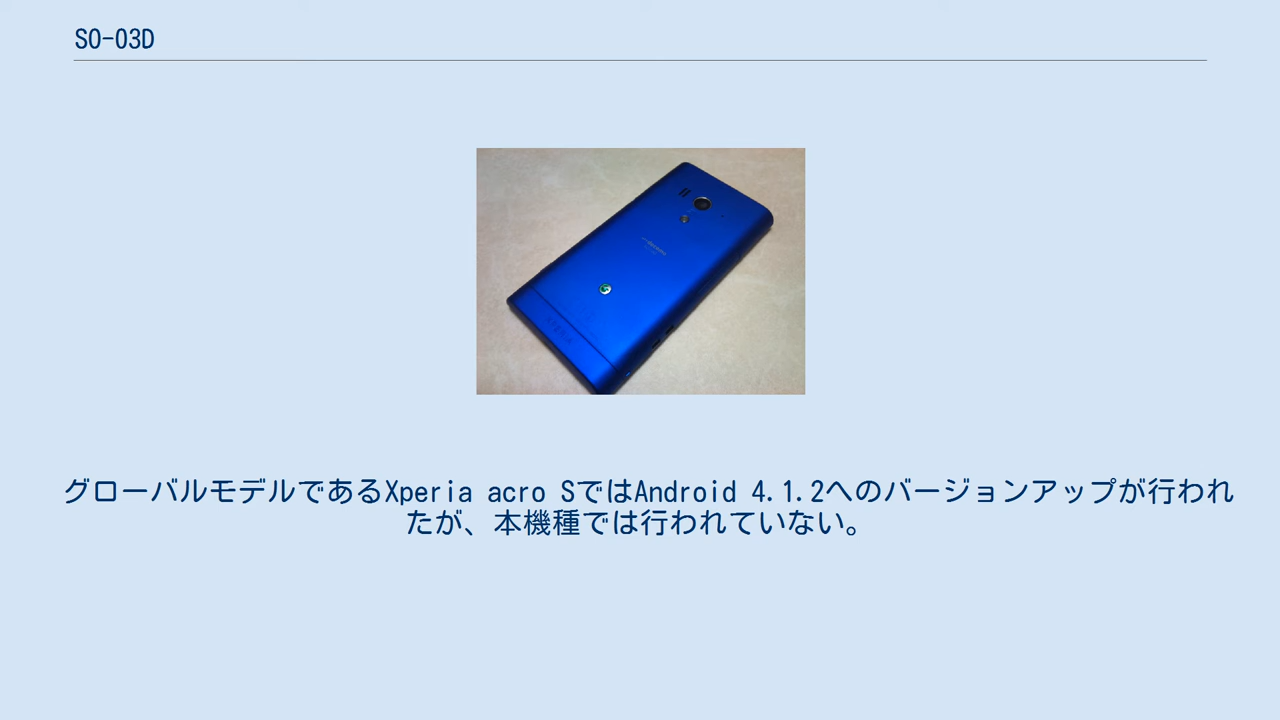 SO-03D
docomo
グローバルモデルであるXperia acro SではAndroid 4.1.2へのバージョンアップが行われ
たが、本機種では行われていない。